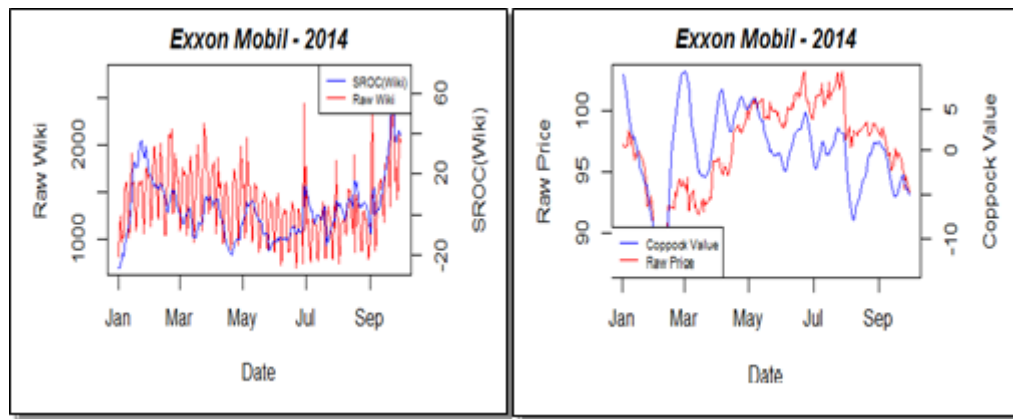 Exxon Mobil - 2014
SROC(Wiki)
Raw Wiki
Raw Wiki
1000
2000
-20
20
60
SROC(Wiki)
Jan
Mar
May
Jul
Sep
Date
Exxon Mobil - 2014
Raw Price
90
95
100
-10
0
5
Coppock Value
Coppock Value
Raw Price
Jan
Mar
May
Jul
Sep
Date